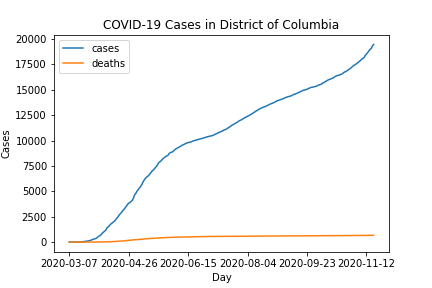 COVID-19 Cases in District of Columbia
cases
deaths
20000
17500
15000
12500
10000
7500
5000
2500
0
Cases
2020-03-07 2020-04-26 2020-06-15 2020-08-04 2020-09-23 2020-11-12
Day